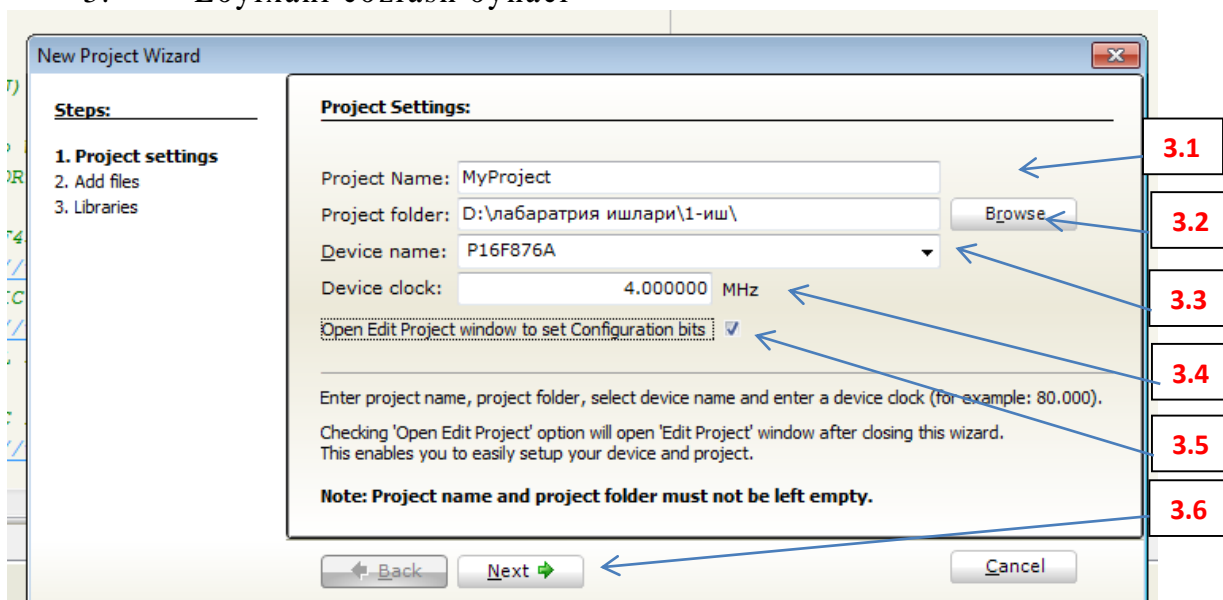 New Project Wizard
Steps:
1. Project settings
2. Add files
3. Libraries
Project Settings:
Project Name: MyProject
Project folder: D:\лабаратрия ишлари\1-иш\ Browse
Device name: P16F876A
Device clock: 4.000000 MHz
Open Edit Project window to set Configuration bits
Enter project name, project folder, select device name and enter a device clock (for example: 80.000).
Checking 'Open Edit Project' option will open 'Edit Project' window after closing this wizard.
This enables you to easily setup your device and project.
Note: Project name and project folder must not be left empty.
Back Next Cancel
3.1
3.2
3.3
3.4
3.5
3.6